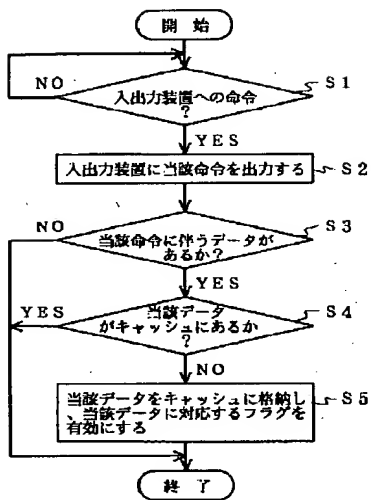 開始
NO
入出力装置への命令
?
S1
YES
入出力装置に当該命令を出力する
S2
NO
当該命令に伴うデータが
あるか?
S3
YES
YES
当該データ
がキャッシュにあるか
?
S4
NO
当該データをキャッシュに格納し
、当該データに対応するフラグを
有効にする
S5
終了